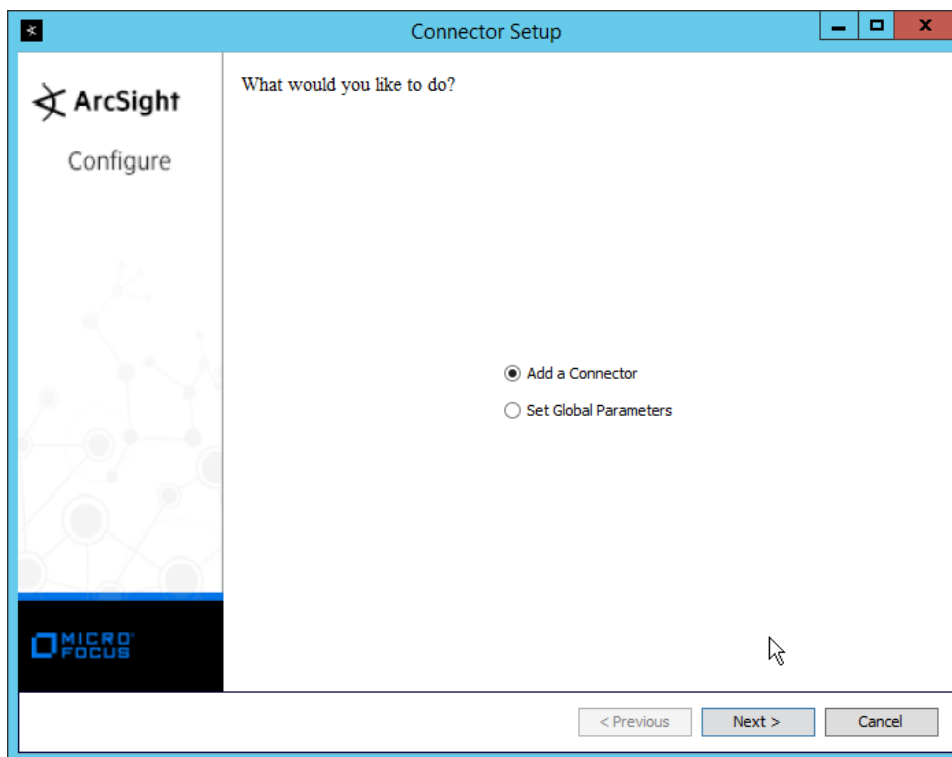 Connector Setup
X
ArcSight
Configure
What would you like to do?
Add a Connector
Set Global Parameters
MICRO
FOCUS
< Previous
Next >
Cancel